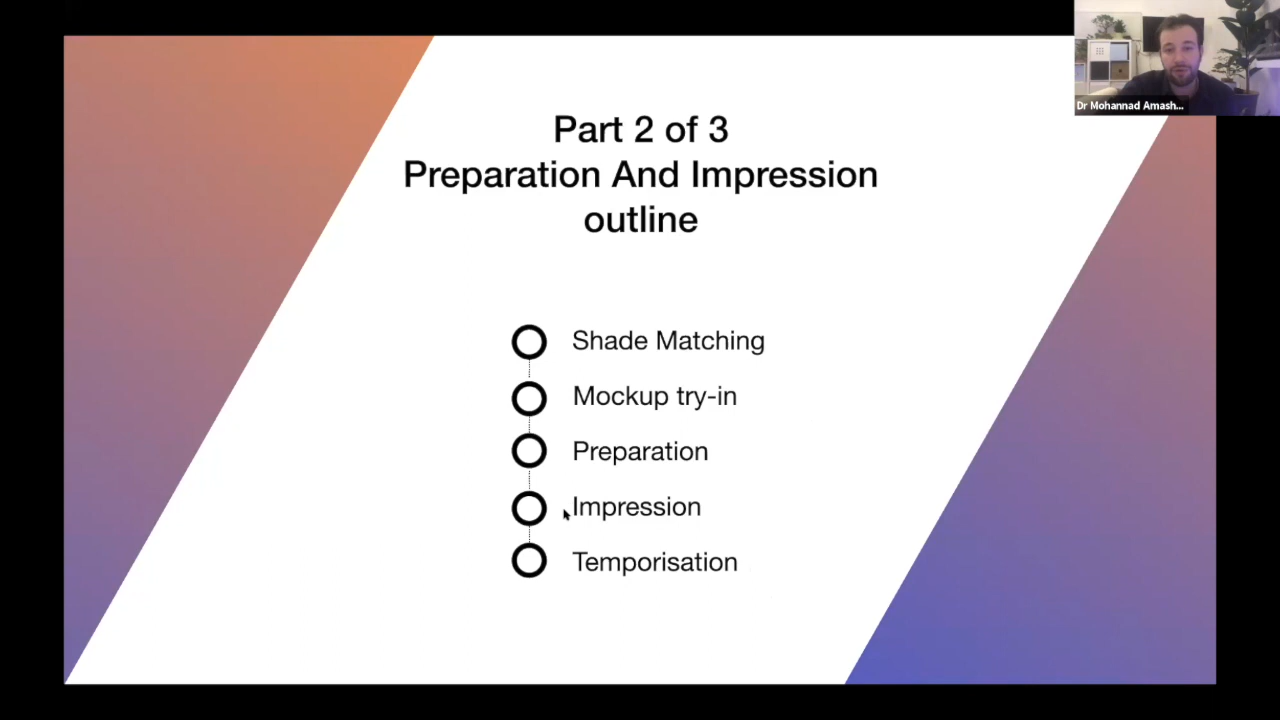 Part 2 of 3
Preparation And Impression
outline
Dr Mohannad Amash...
Shade Matching
Mockup try-in
Preparation
Impression
Temporisation